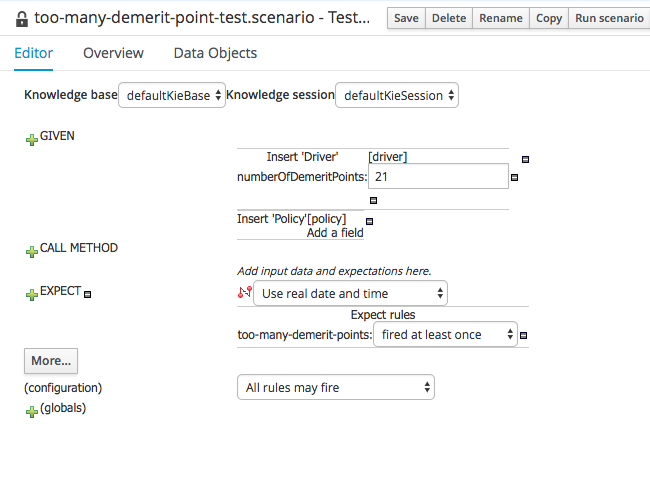 too-many-demerit-point-test.scenario - Test...
Save Delete Rename Copy Run scenario
Editor Overview Data Objects
Knowledge base defaultKieBase Knowledge session defaultKieSession
GIVEN
Insert 'Driver' [driver]
numberOfDemeritPoints: 21
Insert 'Policy'[policy]
Add a field
CALL METHOD
Add input data and expectations here.
EXPECT Use real date and time
Expect rules
too-many-demerit-points: fired at least once
More...
(configuration) All rules may fire
(globals)